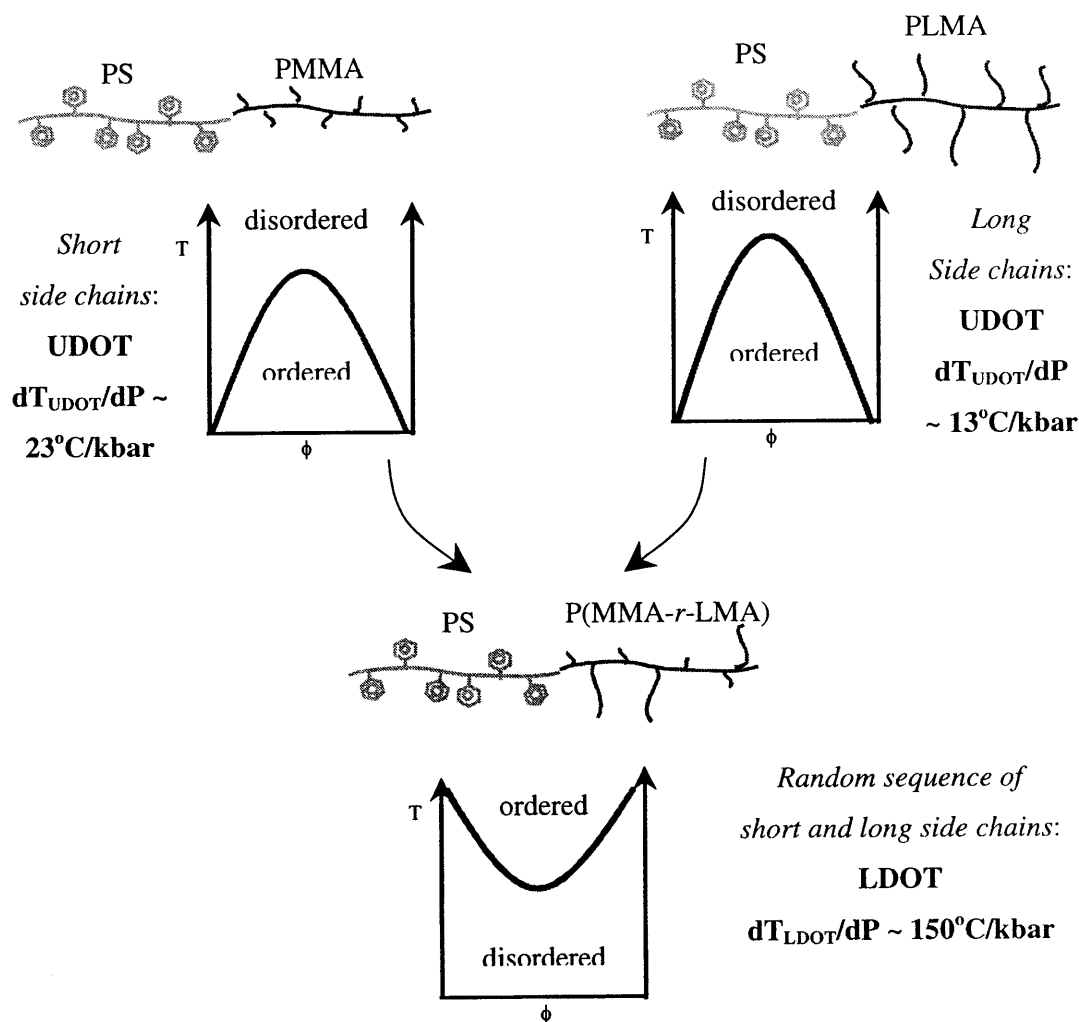 PS
PMMA
Short
side chains:
UDOT
dT_UDOT/dP ~
23°C/kbar
T
disordered
ordered
ϕ
PS
PLMA
T
disordered
ordered
ϕ
Long
Side chains:
UDOT
dT_UDOT/dP
~ 13°C/kbar
PS
P(MMA-r-LMA)
T
ordered
disordered
ϕ
Random sequence of
short and long side chains:
LDOT
dT_LDOT/dP ~ 150°C/kbar